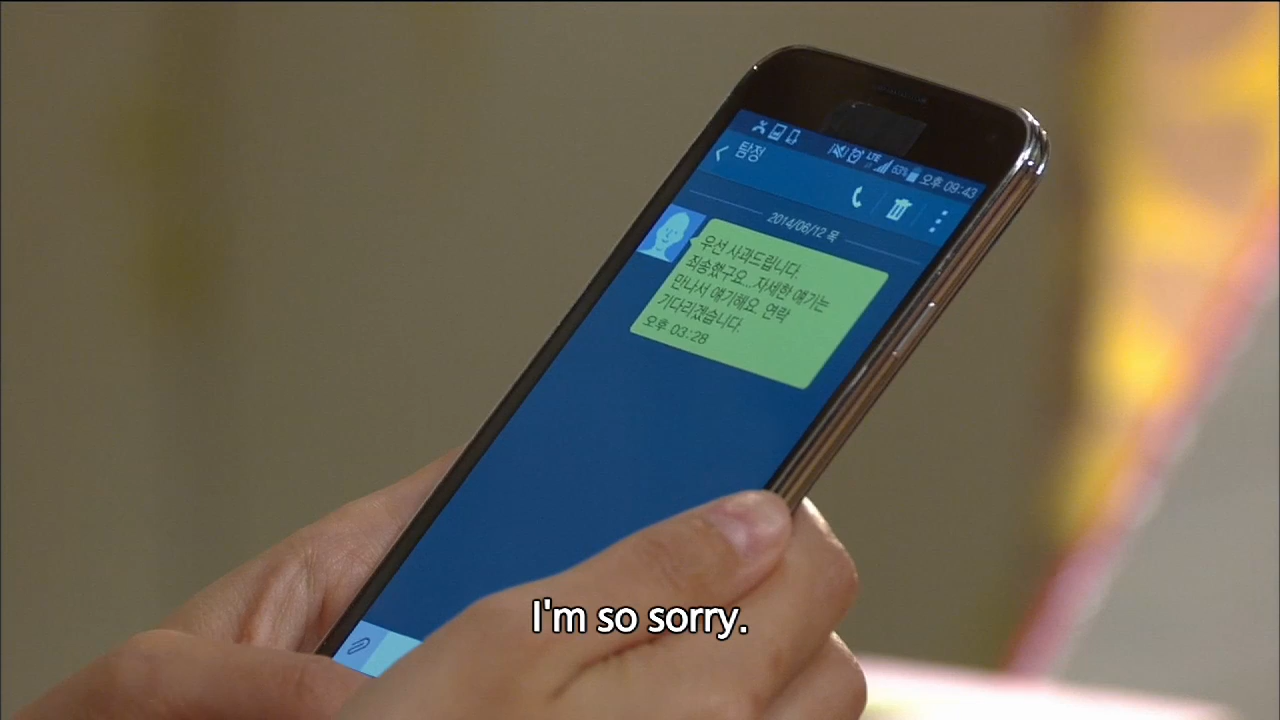 LTE 63% 오후 09:43
탐정
2014/06/12 목
우선 사과드립니다.
죄송했구요...자세한 얘기는
만나서 얘기해요. 연락
기다리겠습니다.
오후 03:28
I'm so sorry.